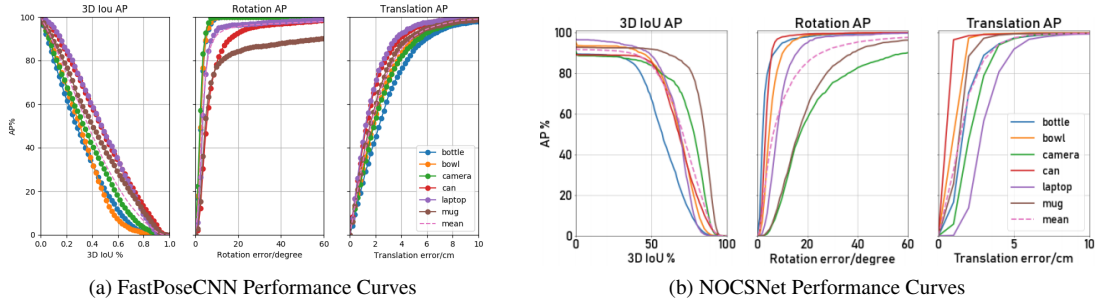 3D Iou AP
Rotation AP
Translation AP
AP%
100
80
60
40
20
0
0.0 0.2 0.4 0.6 0.8 1.0
0 20 40 60
0 2 4 6 8 10
3D IoU %
Rotation error/degree
Translation error/cm
bottle
bowl
camera
can
laptop
mug
mean
(a) FastPoseCNN Performance Curves
3D IoU AP
Rotation AP
Translation AP
AP %
100
80
60
40
20
0
0 50 100
0 20 40 60
0 5 10
3D IoU %
Rotation error/degree
Translation error/cm
bottle
bowl
camera
can
laptop
mug
mean
(b) NOCSNet Performance Curves